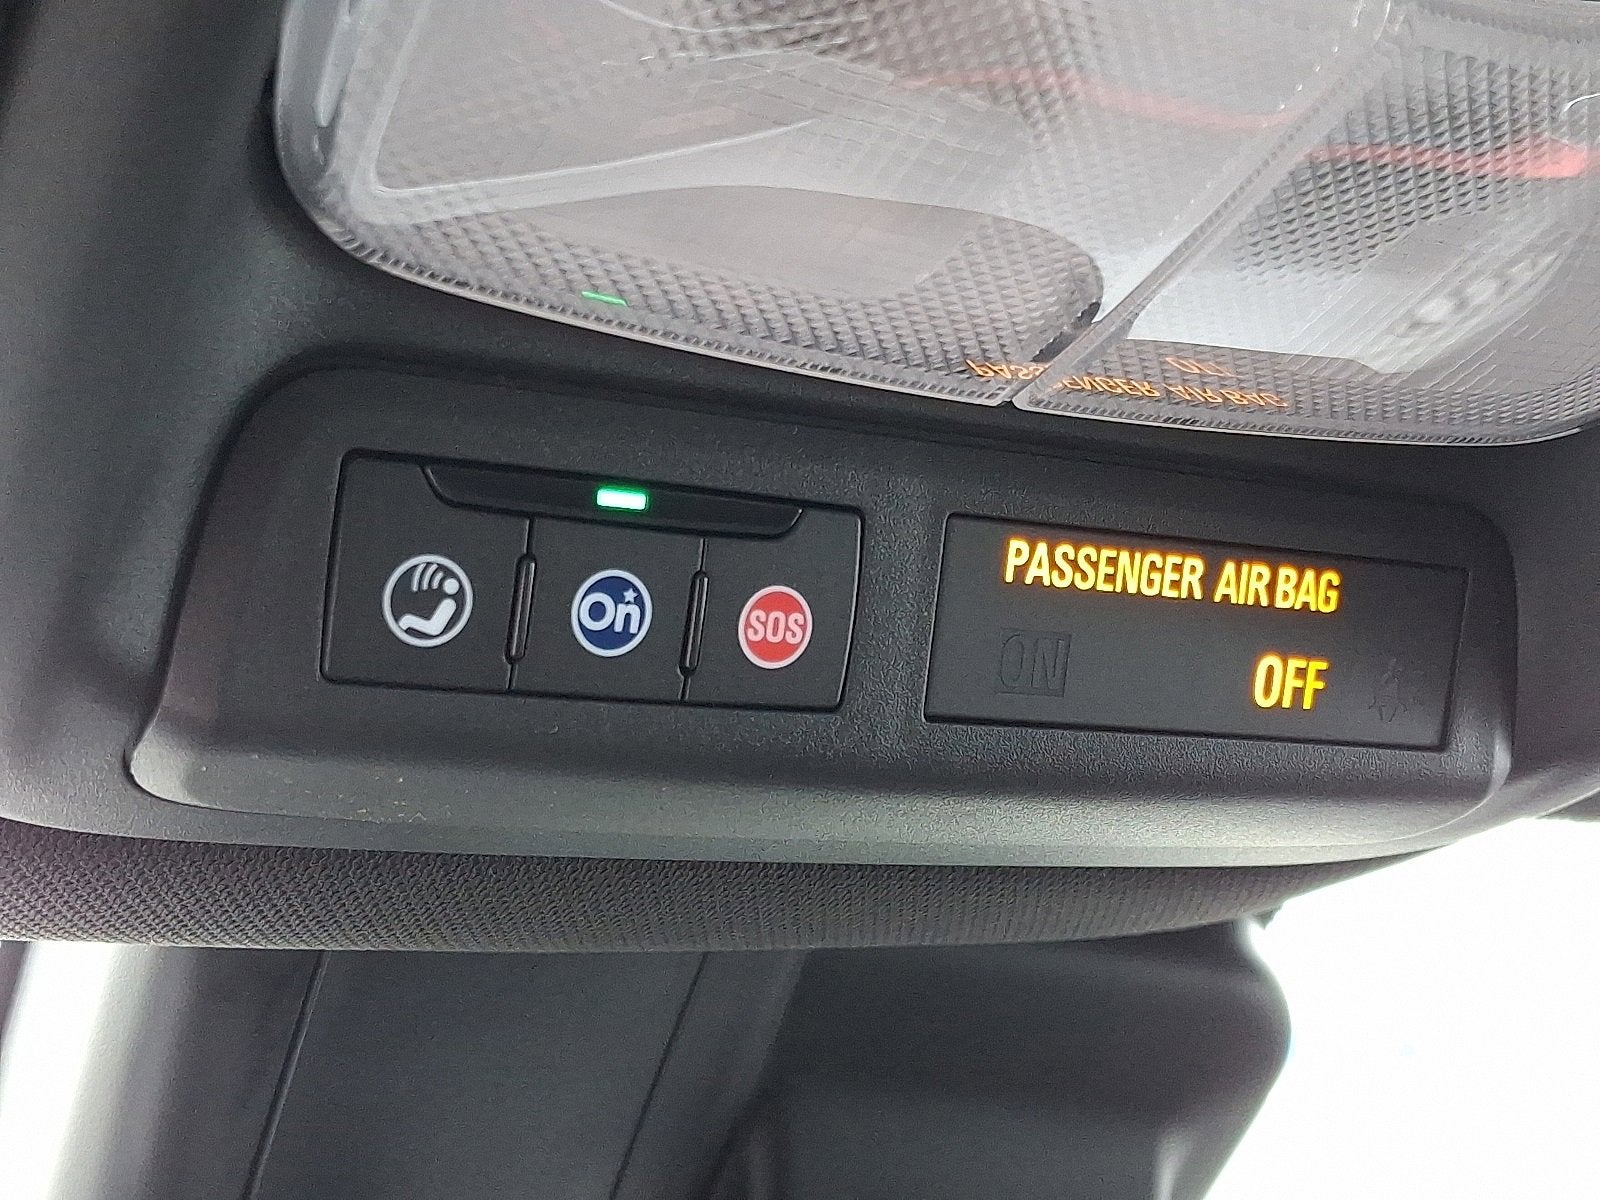 PASSENGER AIR BAG
ON OFF
On
SOS